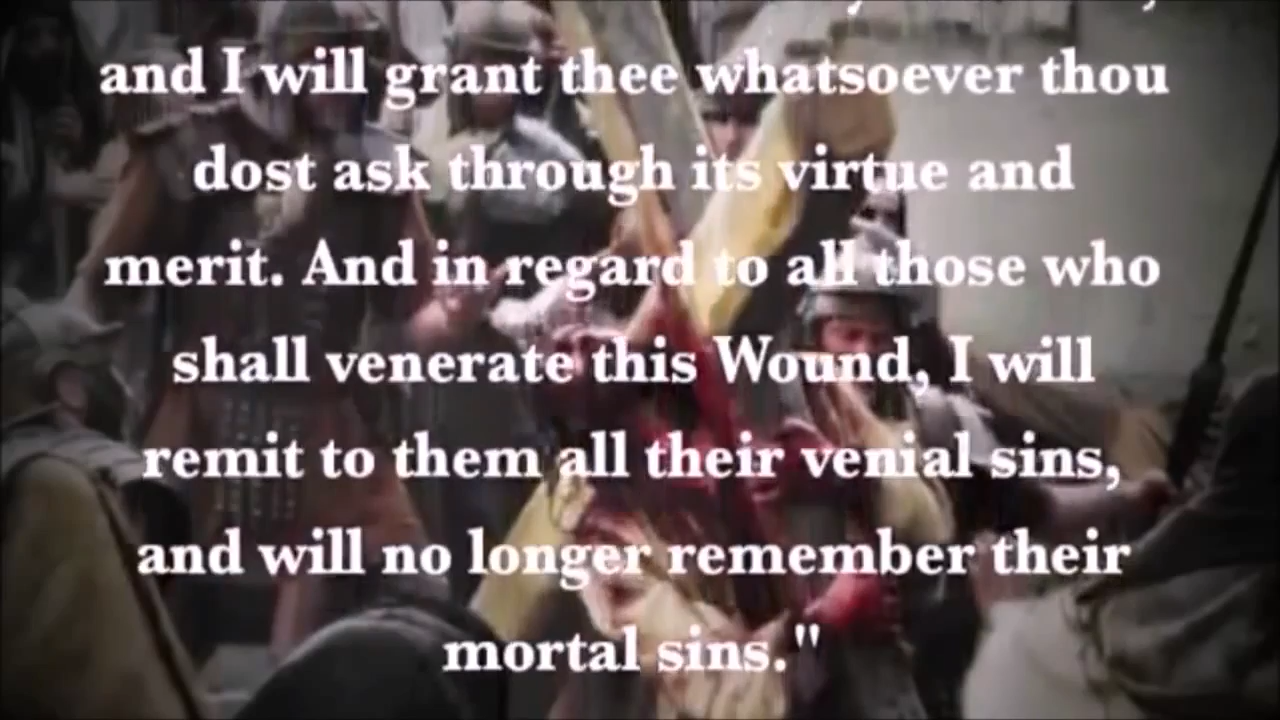 and I will grant thee whatsoever thou
dost ask through its virtue and
merit. And in regard to all those who
shall venerate this Wound, I will
remit to them all their venial sins,
and will no longer remember their
mortal sins."